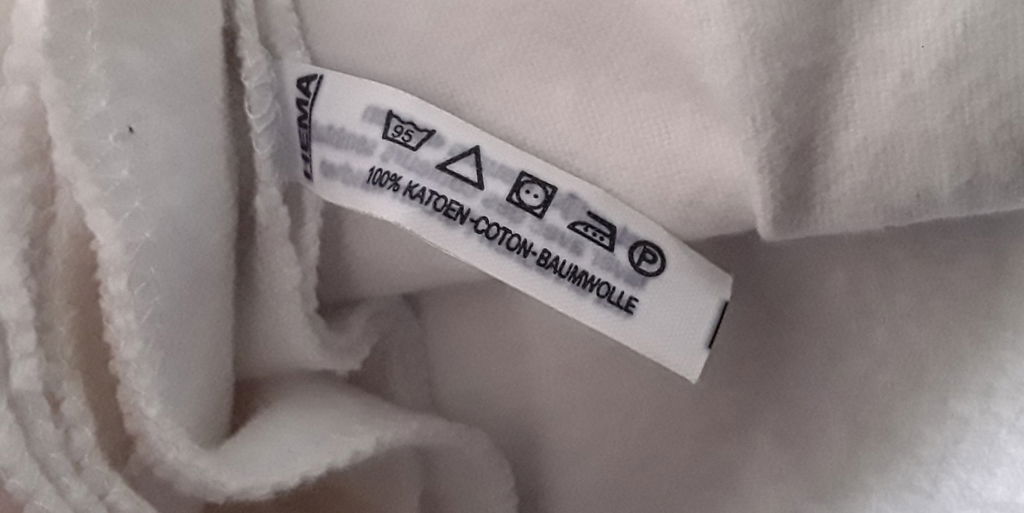 HEMA
95
P
100% KATOEN-COTON-BAUMWOLLE